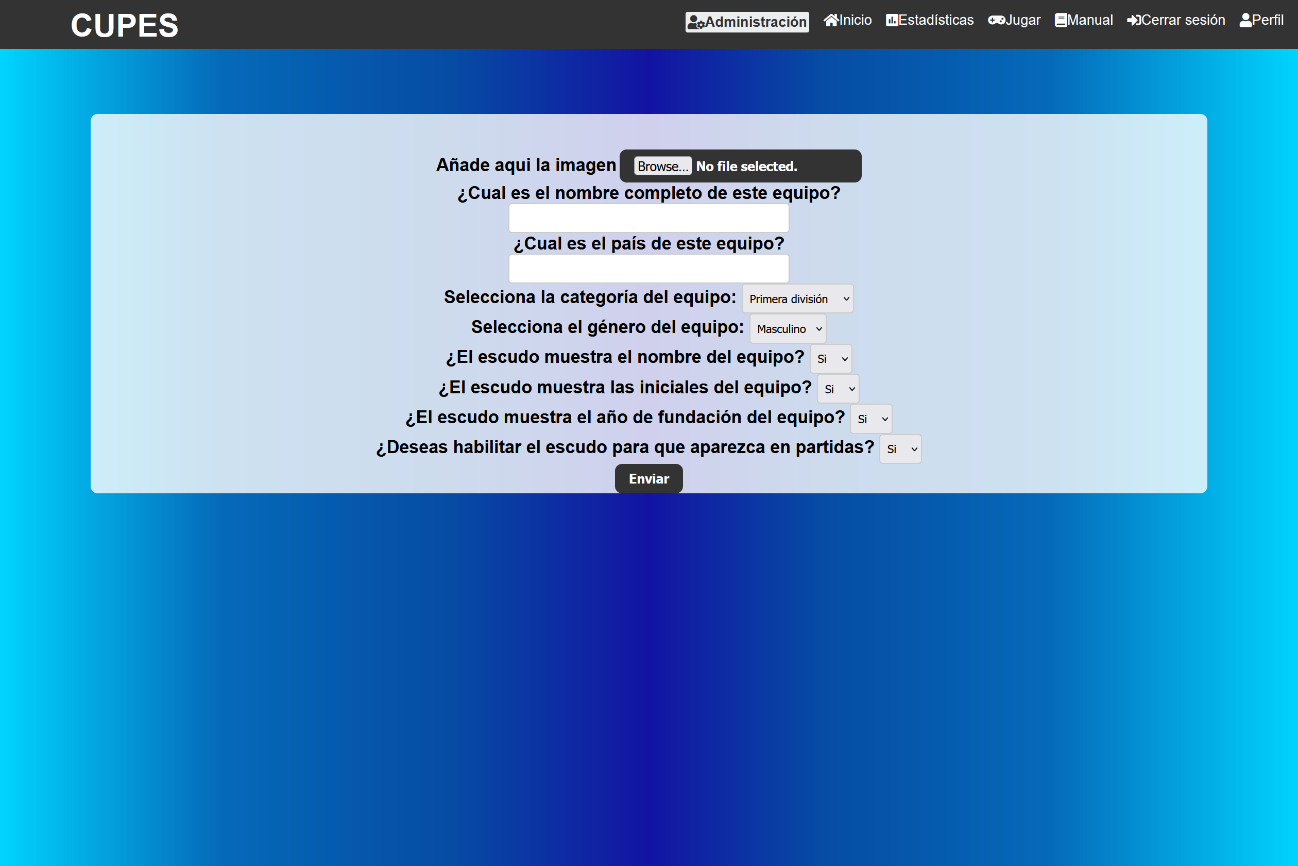 CUPES
Administración Inicio Estadísticas Jugar Manual Cerrar sesión Perfil
Añade aqui la imagen Browse... No file selected.
¿Cual es el nombre completo de este equipo?
¿Cual es el país de este equipo?
Selecciona la categoría del equipo: Primera división
Selecciona el género del equipo: Masculino
¿El escudo muestra el nombre del equipo? Si
¿El escudo muestra las iniciales del equipo? Si
¿El escudo muestra el año de fundación del equipo? Si
¿Deseas habilitar el escudo para que aparezca en partidas? Si
Enviar